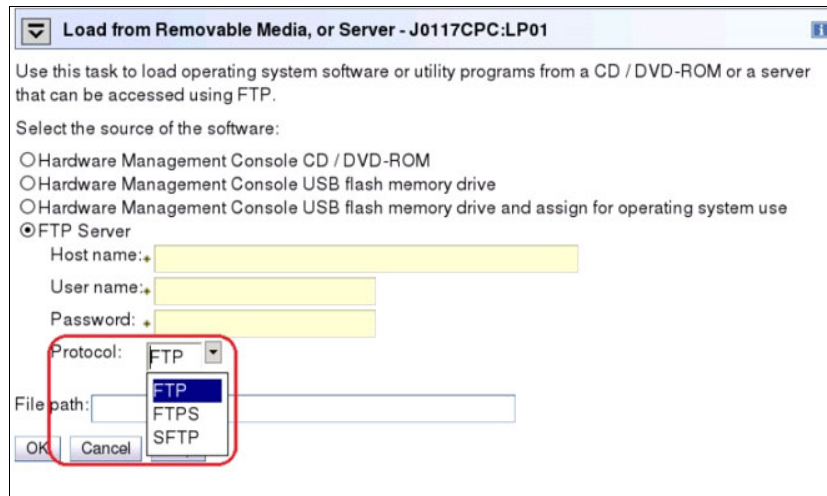 Load from Removable Media, or Server - J0117CPC:LP01
i
Use this task to load operating system software or utility programs from a CD / DVD-ROM or a server
that can be accessed using FTP.
Select the source of the software:
Hardware Management Console CD / DVD-ROM
Hardware Management Console USB flash memory drive
Hardware Management Console USB flash memory drive and assign for operating system use
FTP Server
Host name:
User name:
Password:
Protocol: FTP
FTP
FTPS
SFTP
File path:
OK Cancel